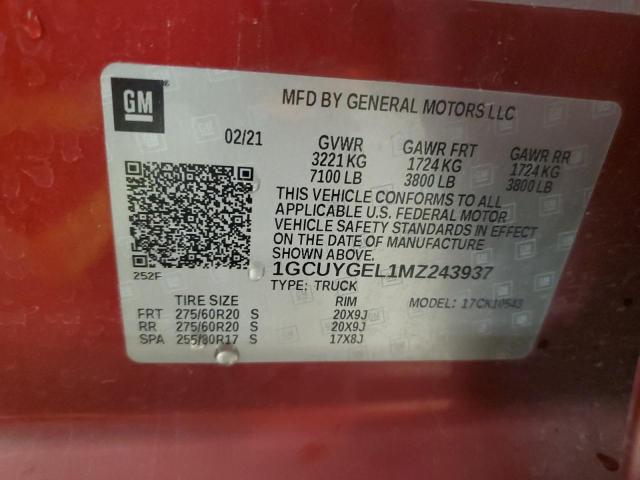 GM
MFD BY GENERAL MOTORS LLC
02/21
GVWR GAWR FRT GAWR RR
3221 KG 1724 KG 1724 KG
7100 LB 3800 LB 3800 LB
THIS VEHICLE CONFORMS TO ALL
APPLICABLE U.S. FEDERAL MOTOR
VEHICLE SAFETY STANDARDS IN EFFECT
ON THE DATE OF MANUFACTURE
SHOWN ABOVE.
252F
1GCUYGEL1MZ243937
TYPE: TRUCK
TIRE SIZE RIM MODEL: 17CK10543
FRT 275/60R20 S 20X9J
RR 275/60R20 S 20X9J
SPA 255/80R17 S 17X8J